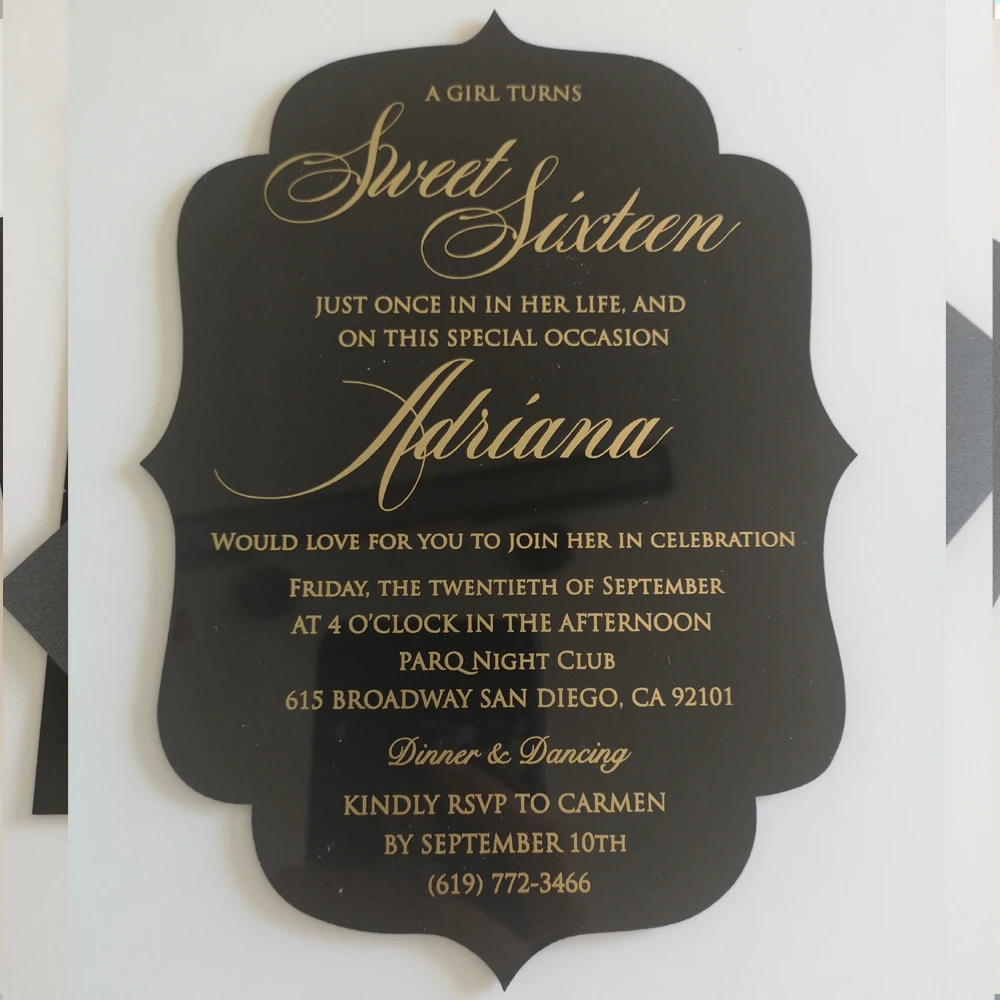 A GIRL TURNS
Sweet
Sixteen
JUST ONCE IN IN HER LIFE, AND
ON THIS SPECIAL OCCASION
Adriana
WOULD LOVE FOR YOU TO JOIN HER IN CELEBRATION
FRIDAY, THE TWENTIETH OF SEPTEMBER
AT 4 O'CLOCK IN THE AFTERNOON
PARQ NIGHT CLUB
615 BROADWAY SAN DIEGO, CA 92101
Dinner & Dancing
KINDLY RSVP TO CARMEN
BY SEPTEMBER 10TH
(619) 772-3466